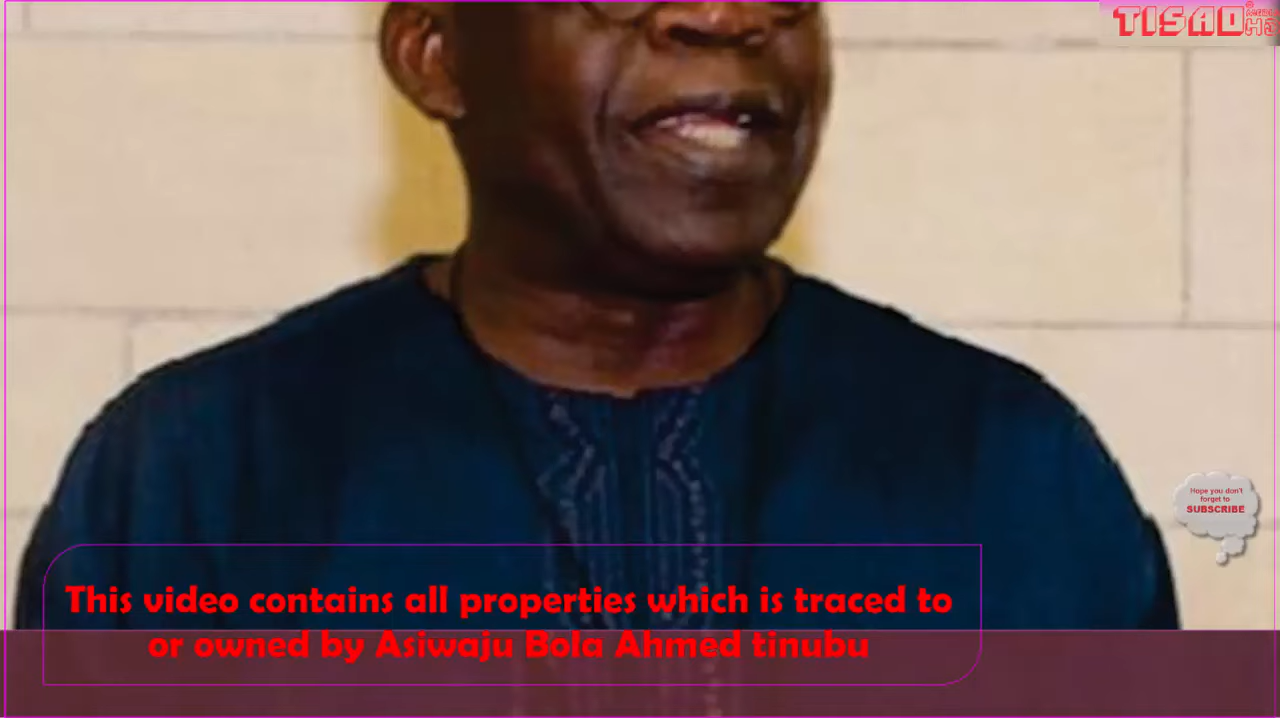 TISAD
This video contains all properties which is traced to
or owned by Asiwaju Bola Ahmed tinubu
Hope you don't
forget to
SUBSCRIBE